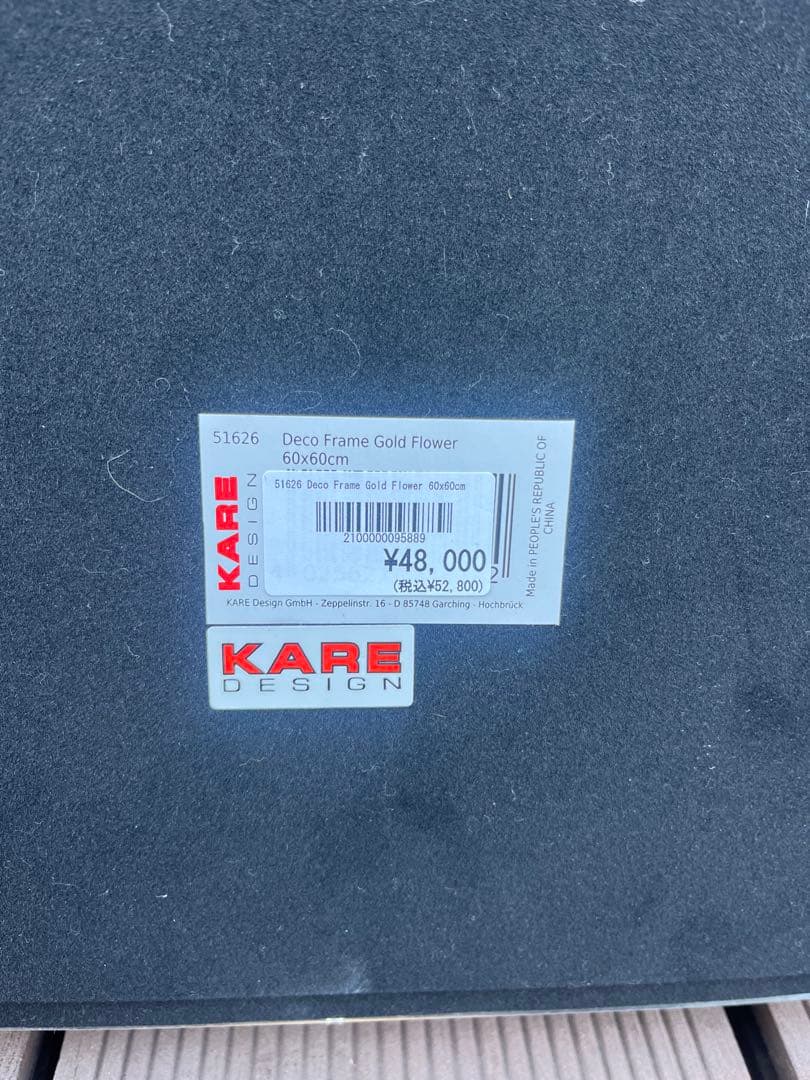 51626 Deco Frame Gold Flower
60x60cm
KARE
DESIGN
51626 Deco Frame Gold Flower 60x60cm
2100000095889
¥48,000
(税込¥52,800)
2
Made in PEOPLE'S REPUBLIC OF
CHINA
KARE Design GmbH - Zeppelinstr. 16 - D 85748 Garching - Hochbrück
KARE
DESIGN